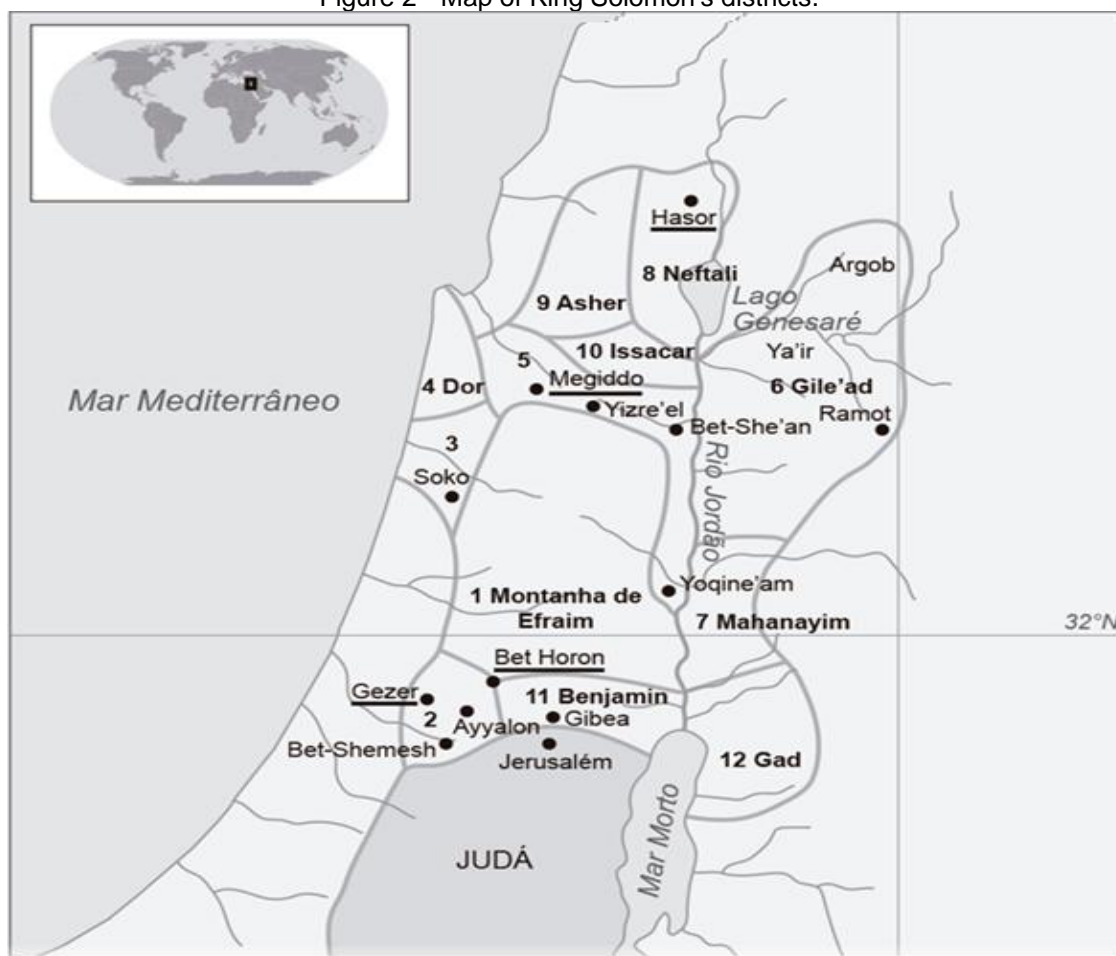 Figure 2 - Map of King Solomon's districts.
Hasor
8 Neftali
Argob
Lago
Genesaré
9 Asher
10 Issacar
Ya'ir
5
4 Dor
Megiddo
6 Gile'ad
Mar Mediterrâneo
Yizre'el
Ramot
Bet-She'an
3
Rio Jordão
Soko
Yoqine'am
1 Montanha de
Efraim
7 Mahanayim
32°N
Bet Horon
Gezer
11 Benjamin
2
Ayyalon
Gibea
Bet-Shemesh
Jerusalém
12 Gad
Mar Morto
JUDÁ